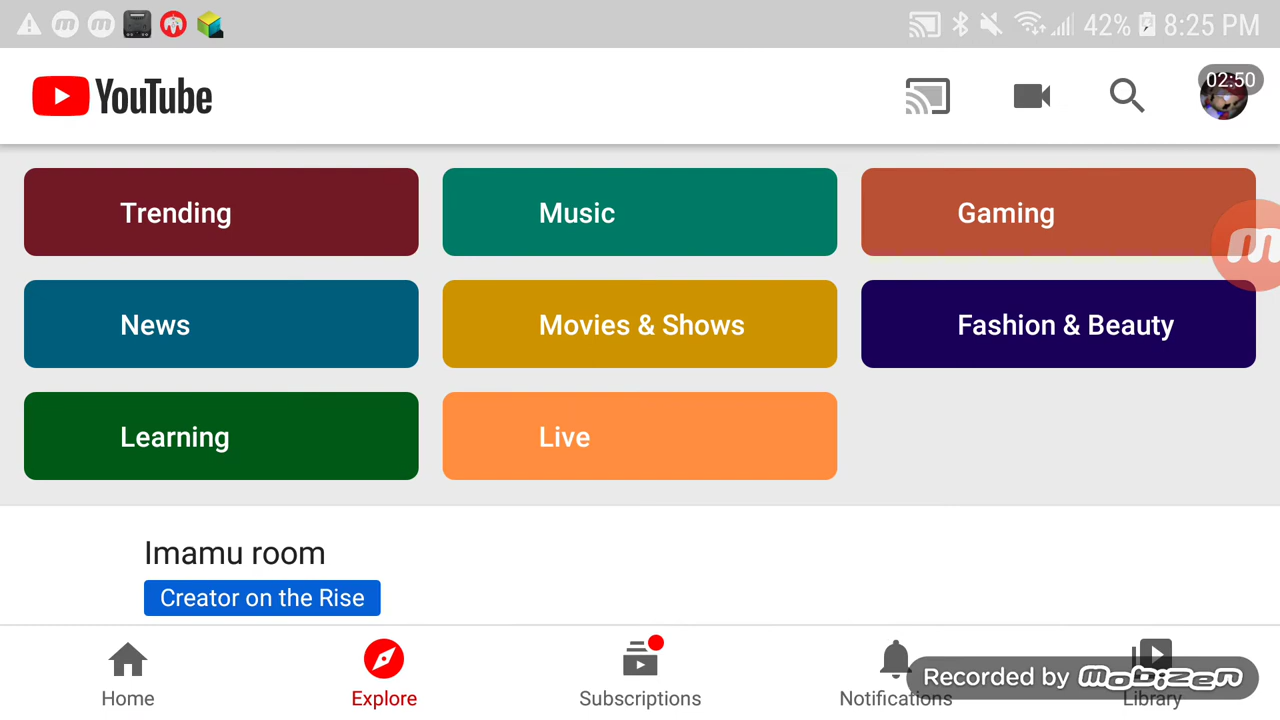 42% 8:25 PM
YouTube
02:50
Trending
Music
Gaming
News
Movies & Shows
Fashion & Beauty
Learning
Live
Imamu room
Creator on the Rise
Home
Explore
Subscriptions
Notifications
Library
Recorded by mobizen